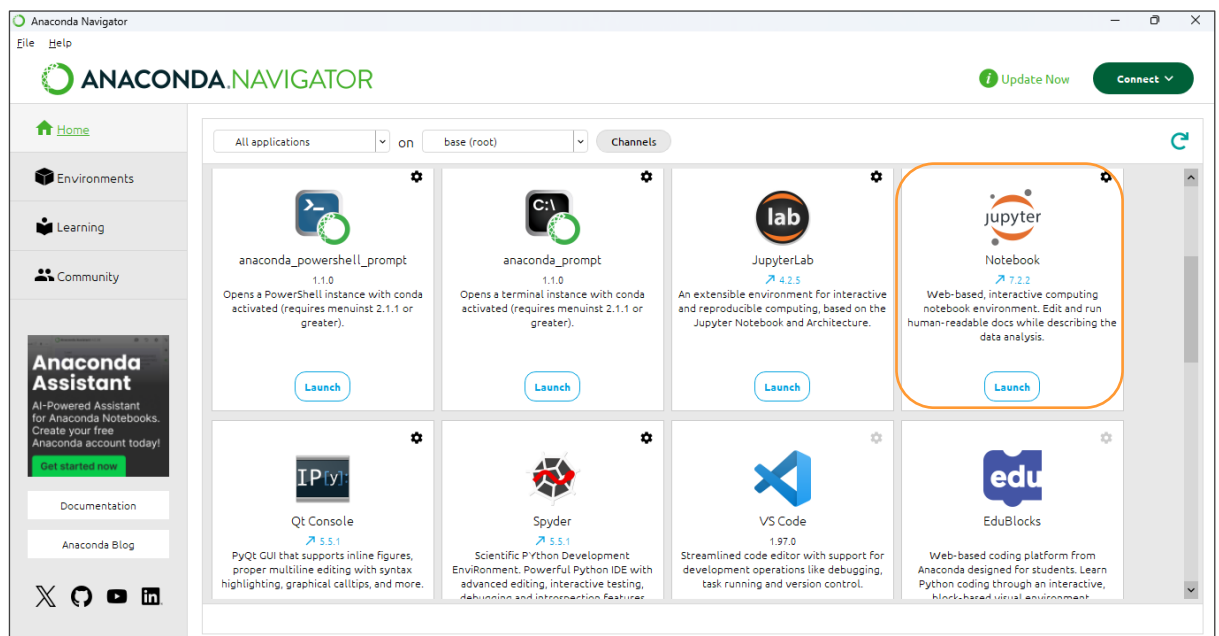 Anaconda Navigator
File Help
ANACONDA.NAVIGATOR
i Update Now
Connect
Home
Environments
Learning
Community
All applications
on
base (root)
Channels
>_
anaconda_powershell_prompt
1.1.0
Opens a PowerShell instance with conda
activated (requires menuinst 2.1.1 or
greater).
Launch
C:\
anaconda_prompt
1.1.0
Opens a terminal instance with conda
activated (requires menuinst 2.1.1 or
greater).
Launch
lab
JupyterLab
4.2.5
An extensible environment for interactive
and reproducible computing, based on the
Jupyter Notebook and Architecture.
Launch
jupyter
Notebook
7.2.2
Web-based, interactive computing
notebook environment. Edit and run
human-readable docs while describing the
data analysis.
Launch
IP[y]:
Qt Console
5.5.1
PyQt GUI that supports inline figures,
proper multiline editing with syntax
highlighting, graphical calltips, and more.
Spyder
5.5.1
Scientific PYthon Development
EnviRonment. Powerful Python IDE with
advanced editing, interactive testing,
debugging and introspection features
VS Code
1.97.0
Streamlined code editor with support for
development operations like debugging,
task running and version control.
edu
EduBlocks
Web-based coding platform from
Anaconda designed for students. Learn
Python coding through an interactive,
block-based visual environment
Anaconda
Assistant
AI-Powered Assistant
for Anaconda Notebooks.
Create your free
Anaconda account today!
Get started now
Documentation
Anaconda Blog
in